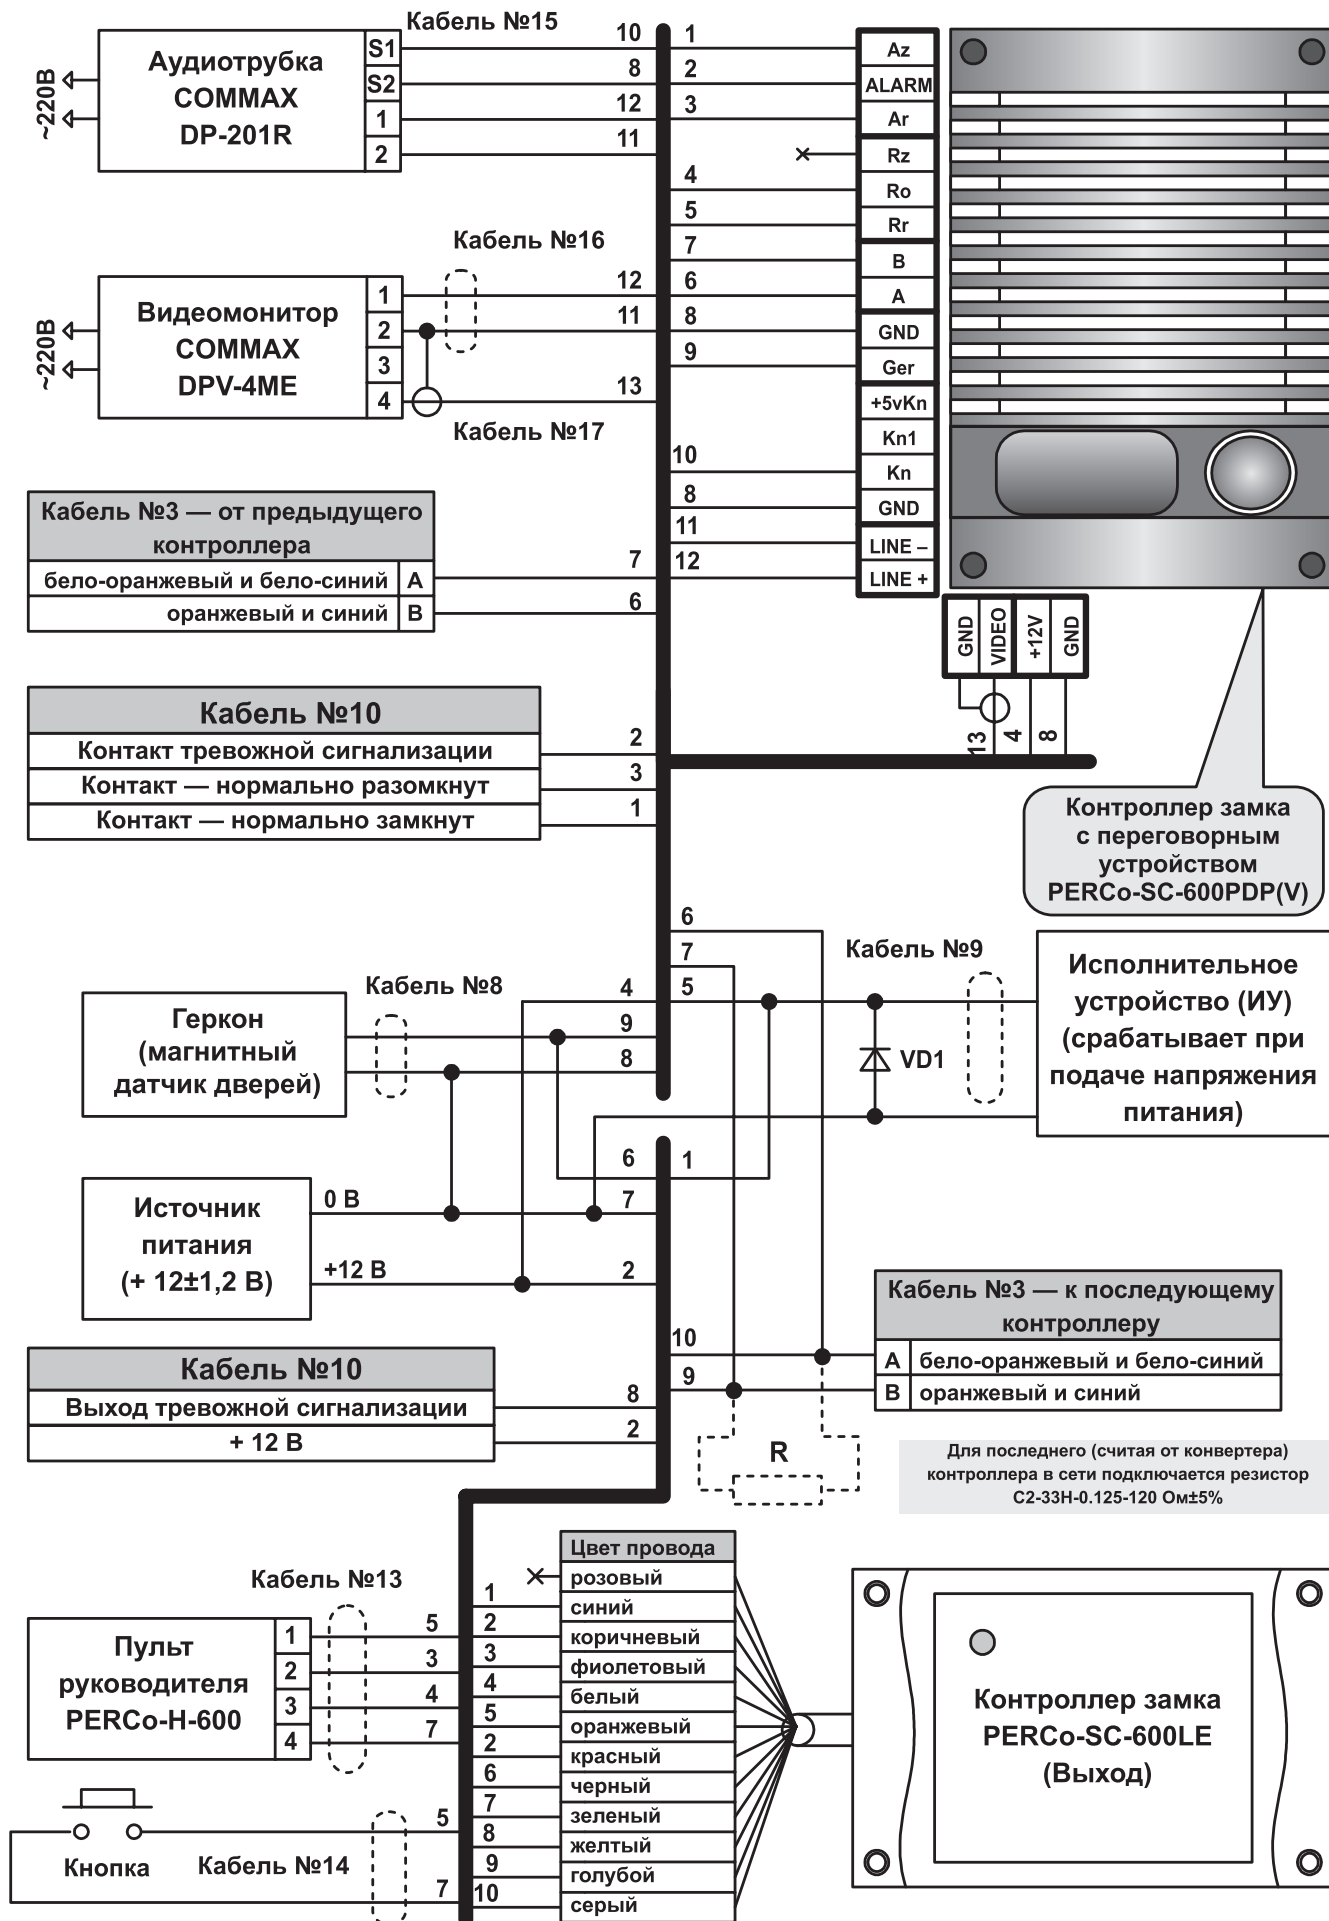 Кабель №15
~220В
Аудиотрубка
COMMAX
DP-201R
S1
S2
1
2
10
8
12
11
1
2
3
4
5
7
6
8
9
10
8
11
12
Az
ALARM
Ar
Rz
Ro
Rr
B
A
GND
Ger
+5vKn
Kn1
Kn
GND
LINE –
LINE +
Кабель №16
~220В
Видеомонитор
COMMAX
DPV-4ME
1
2
3
4
12
11
13
Кабель №17
Кабель №3 — от предыдущего
контроллера
бело-оранжевый и бело-синий A
оранжевый и синий B
7
6
GND
VIDEO
+12V
GND
13
4
8
Кабель №10
Контакт тревожной сигнализации
Контакт — нормально разомкнут
Контакт — нормально замкнут
2
3
1
Контроллер замка
с переговорным
устройством
PERCo-SC-600PDP(V)
6
7
5
Кабель №9
Исполнительное
устройство (ИУ)
(срабатывает при
подаче напряжения
питания)
VD1
Кабель №8
Геркон
(магнитный
датчик дверей)
4
9
8
6
1
Источник
питания
(+ 12±1,2 В)
0 В
+12 В
7
2
Кабель №3 — к последующему
контроллеру
A бело-оранжевый и бело-синий
B оранжевый и синий
10
9
Кабель №10
Выход тревожной сигнализации
+ 12 В
8
2
R
Для последнего (считая от конвертера)
контроллера в сети подключается резистор
С2-33Н-0.125-120 Ом±5%
Кабель №13
Пульт
руководителя
PERCo-H-600
1
2
3
4
5
3
4
7
Цвет провода
розовый
1 синий
2 коричневый
3 фиолетовый
4 белый
5 оранжевый
2 красный
6 черный
7 зеленый
8 желтый
9 голубой
10 серый
Контроллер замка
PERCo-SC-600LE
(Выход)
Кнопка
Кабель №14
5
7